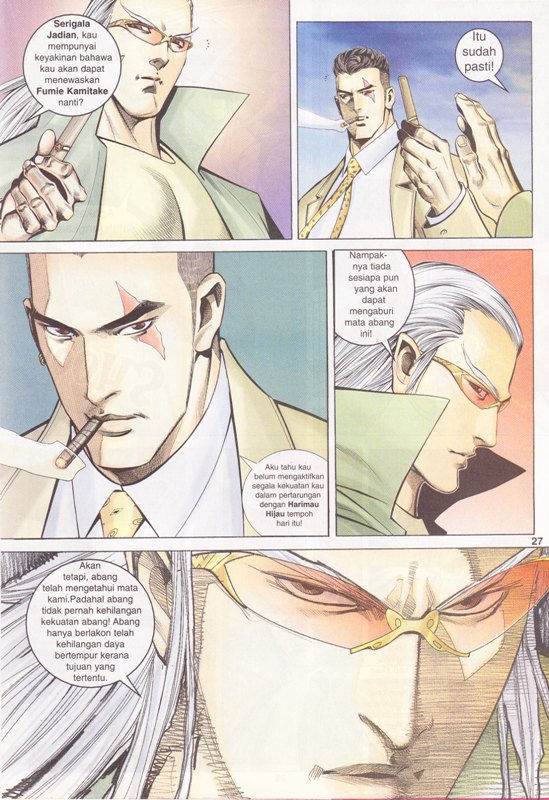 Serigala
Jadian, kau
mempunyai
keyakinan bahawa
kau akan dapat
menewaskan
Fumie Kamitake
nanti?
Itu
sudah
pasti!
Nampak-
nya tiada
sesiapa pun
yang akan
dapat
mengaburi
mata abang
ini!
Aku tahu kau
belum mengaktifkan
segala kekuatan kau
dalam pertarungan
dengan Harimau
Hijau tempoh
hari itu!
27
Akan
tetapi, abang
telah mengetahui mata
kami.Padahal abang
tidak pernah kehilangan
kekuatan abang! Abang
hanya berlakon telah
kehilangan daya
bertempur kerana
tujuan yang
tertentu.